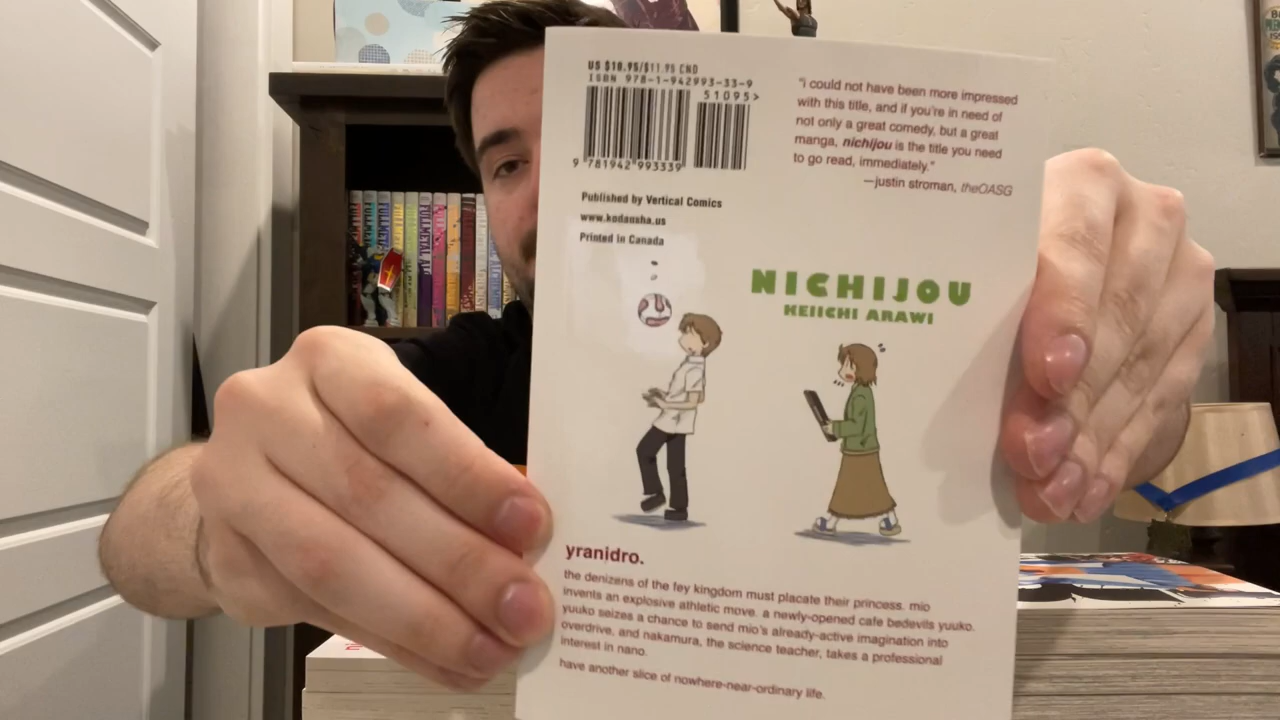 US $10.95/$11.95 CND
ISBN 978-1-942993-33-9
51095>
9 781942 993339
Published by Vertical Comics
www.kodansha.us
Printed in Canada
"i could not have been more impressed
with this title, and if you're in need of
not only a great comedy, but a great
manga, nichijou is the title you need
to go read, immediately."
—justin stroman, theOASG
NICHIJOU
KEIICHI ARAWI
yranidro.
the denizens of the fey kingdom must placate their princess. mio
invents an explosive athletic move. a newly-opened cafe bedevils yuuko.
yuuko seizes a chance to send mio's already-active imagination into
overdrive, and nakamura, the science teacher, takes a professional
interest in nano.
have another slice of nowhere-near-ordinary life.
FULLMETAL